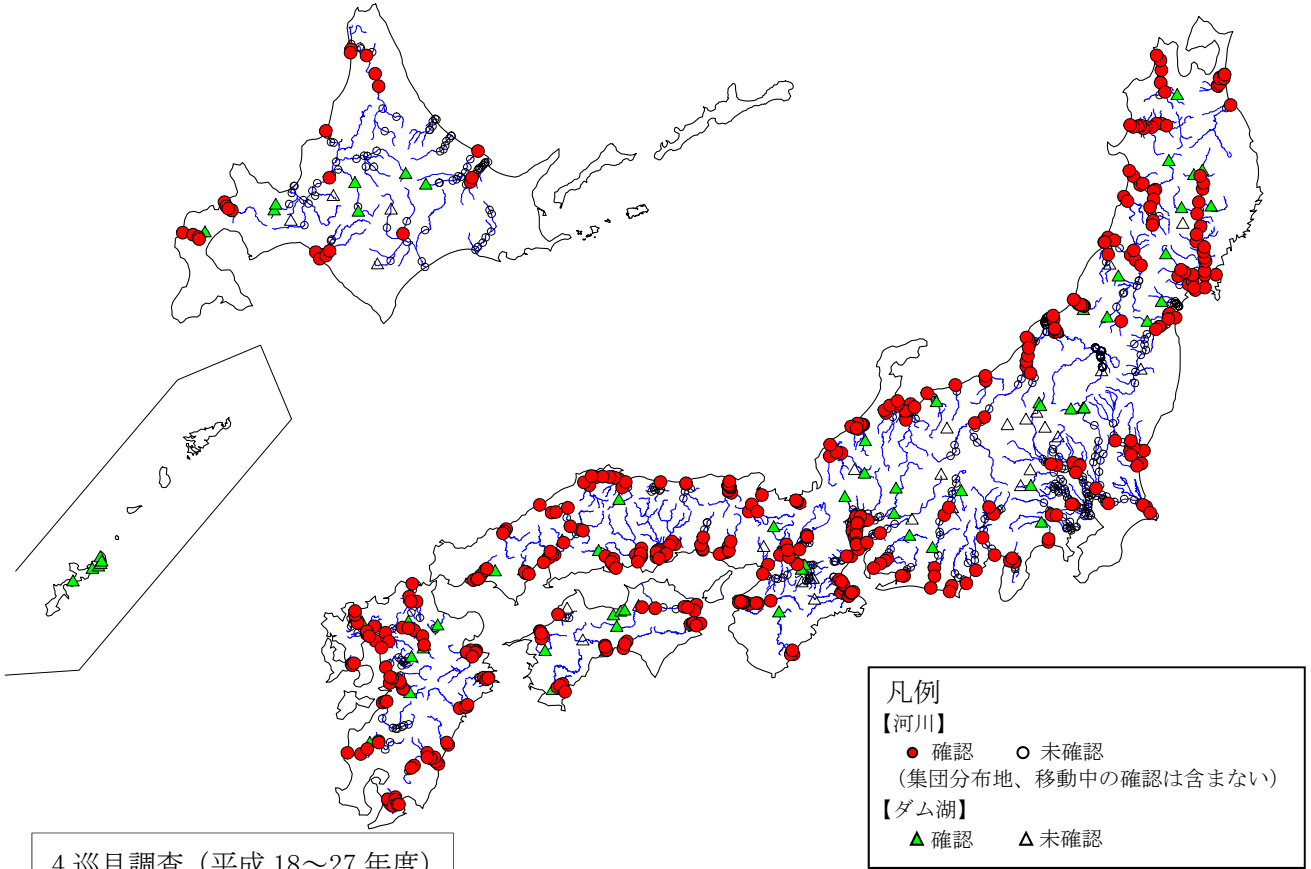 凡例
【河川】
確認 未確認
(集団分布地、移動中の確認は含まない)
【ダム湖】
確認 未確認
4 巡目調査(平成 18~27 年度)